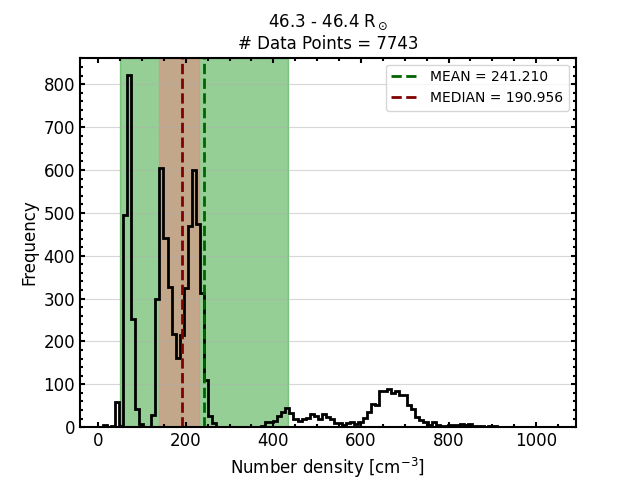 46.3 - 46.4 R⊙
# Data Points = 7743
MEAN = 241.210
MEDIAN = 190.956
Frequency
800
700
600
500
400
300
200
100
0
0 200 400 600 800 1000
Number density [cm⁻³]